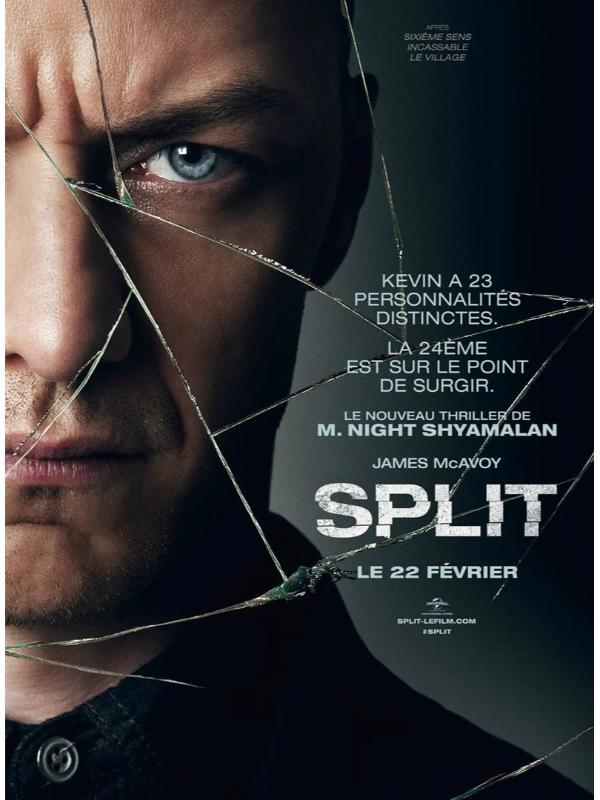 APRÈS
SIXIÈME SENS
INCASSABLE
LE VILLAGE
KEVIN A 23
PERSONNALITÉS
DISTINCTES.
LA 24ÈME
EST SUR LE POINT
DE SURGIR.
LE NOUVEAU THRILLER DE
M. NIGHT SHYAMALAN
JAMES McAVOY
SPLIT
LE 22 FÉVRIER
UNIVERSAL
SPLIT-LEFILM.COM
#SPLIT